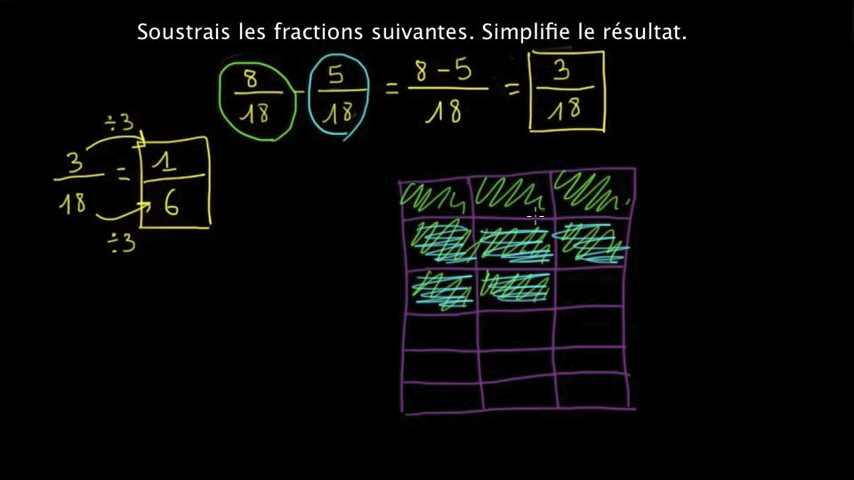 Soustrais les fractions suivantes. Simplifie le résultat.
8/18 - 5/18 = 8-5/18 = 3/18
÷3
3/18 = 1/6
÷3